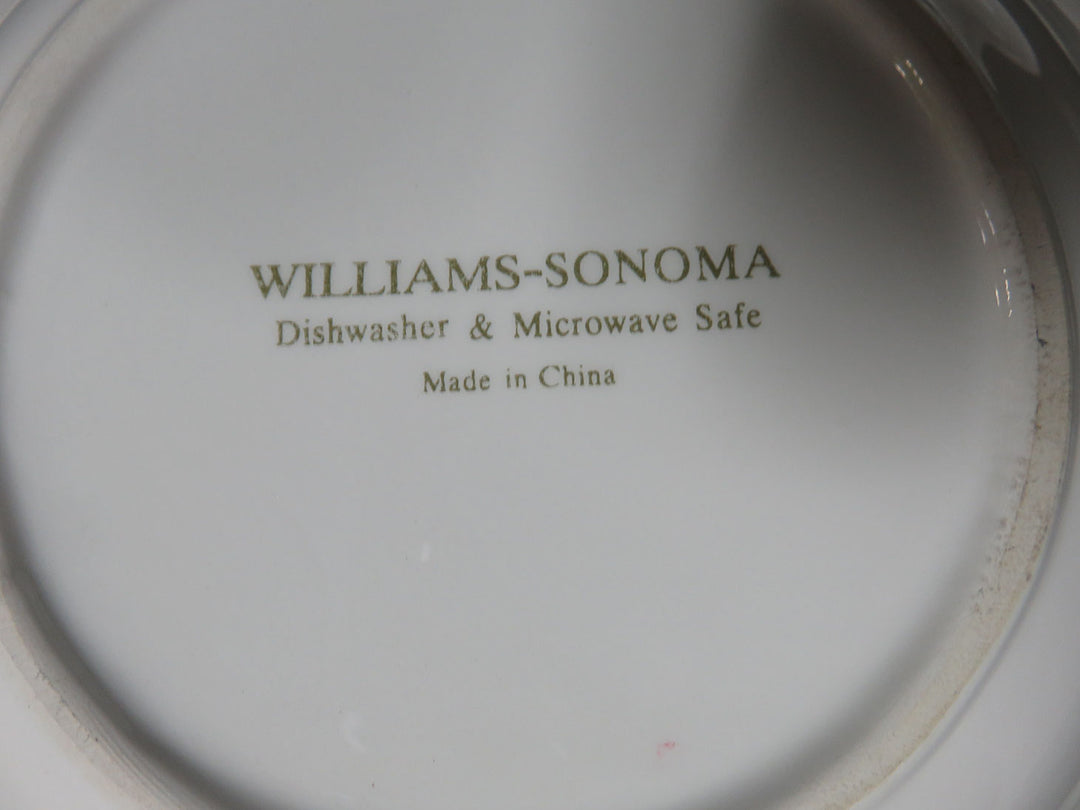 WILLIAMS-SONOMA
Dishwasher & Microwave Safe
Made in China